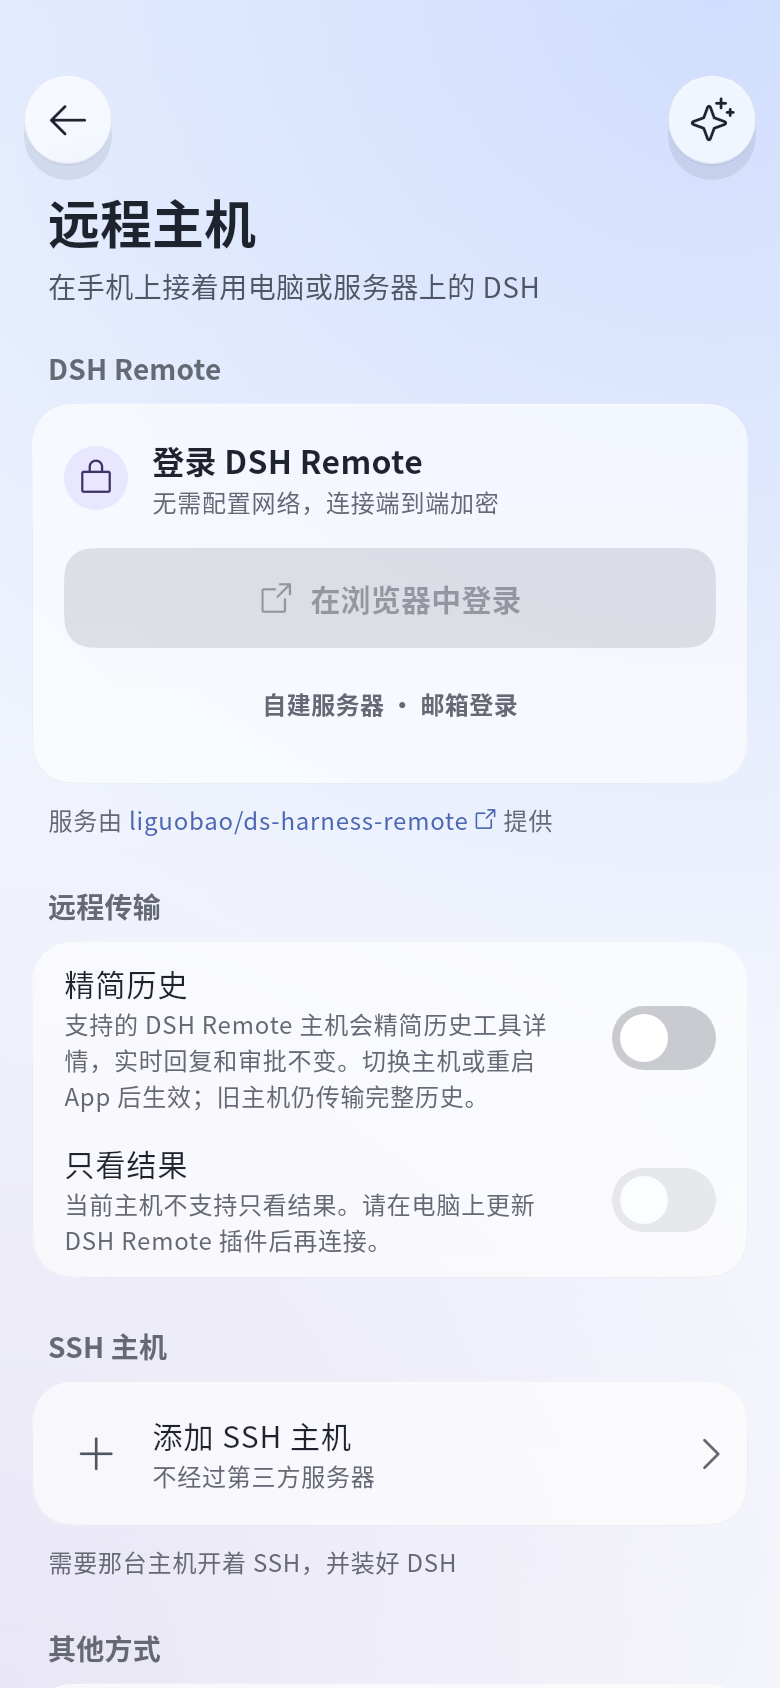 远程主机
在手机上接着用电脑或服务器上的 DSH
DSH Remote
登录 DSH Remote
无需配置网络，连接端到端加密
在浏览器中登录
自建服务器 · 邮箱登录
服务由 liguobao/ds-harness-remote 提供
远程传输
精简历史
支持的 DSH Remote 主机会精简历史工具详
情，实时回复和审批不变。切换主机或重启
App 后生效；旧主机仍传输完整历史。
只看结果
当前主机不支持只看结果。请在电脑上更新
DSH Remote 插件后再连接。
SSH 主机
添加 SSH 主机
不经过第三方服务器
需要那台主机开着 SSH，并装好 DSH
其他方式